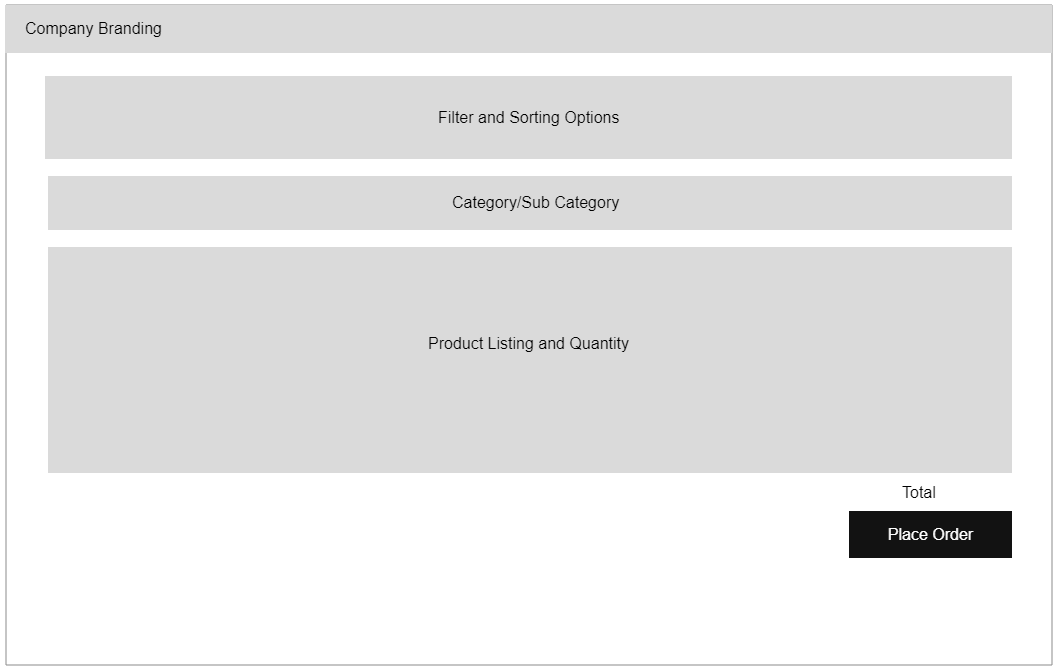 Company Branding
Filter and Sorting Options
Category/Sub Category
Product Listing and Quantity
Total
Place Order